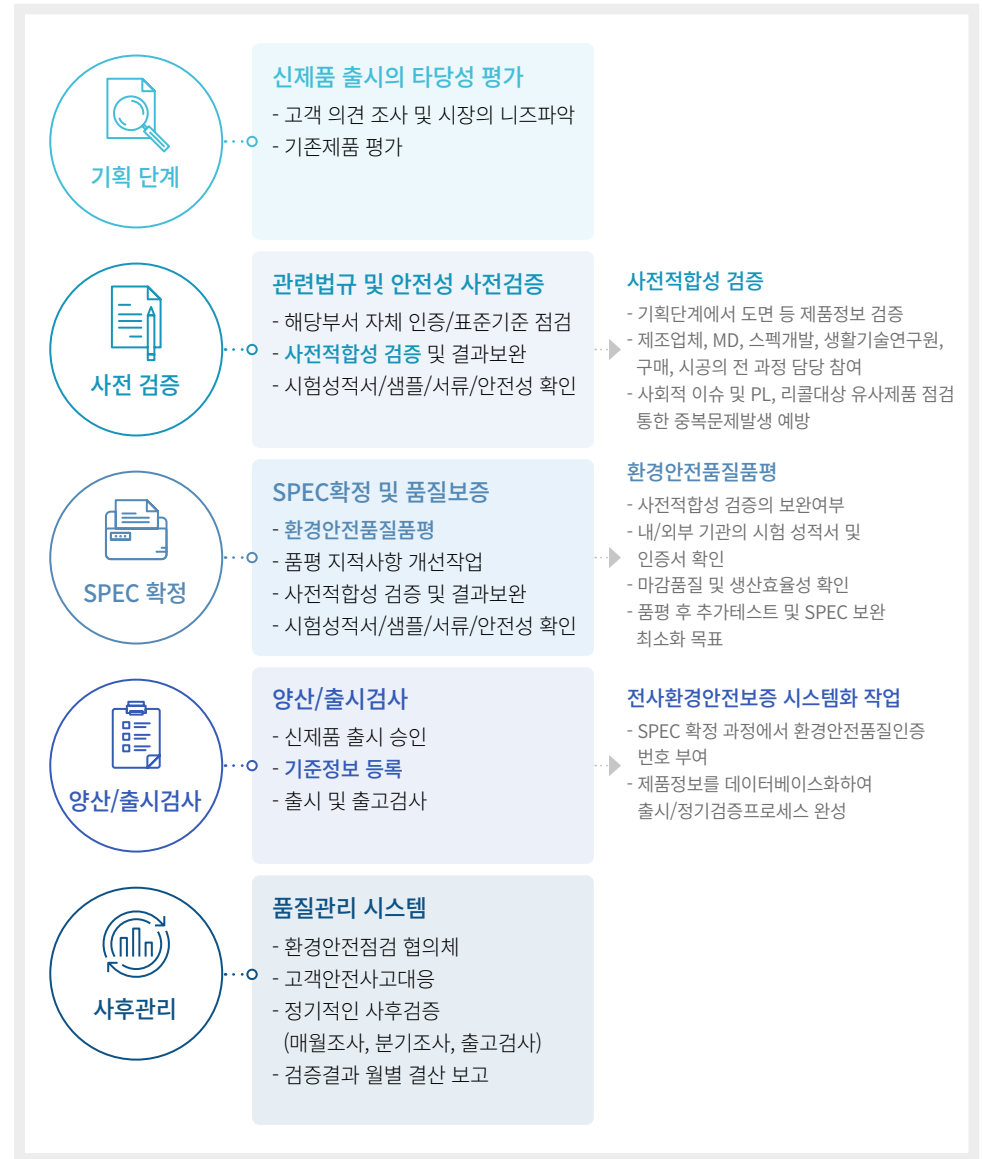 기획 단계
신제품 출시의 타당성 평가
- 고객 의견 조사 및 시장의 니즈파악
- 기존제품 평가
사전 검증
관련법규 및 안전성 사전검증
- 해당부서 자체 인증/표준기준 점검
- 사전적합성 검증 및 결과보완
- 시험성적서/샘플/서류/안전성 확인
사전적합성 검증
- 기획단계에서 도면 등 제품정보 검증
- 제조업체, MD, 스펙개발, 생활기술연구원,
구매, 시공의 전 과정 담당 참여
- 사회적 이슈 및 PL, 리콜대상 유사제품 점검
통한 중복문제발생 예방
SPEC 확정
SPEC확정 및 품질보증
- 환경안전품질품평
- 품평 지적사항 개선작업
- 사전적합성 검증 및 결과보완
- 시험성적서/샘플/서류/안전성 확인
환경안전품질품평
- 사전적합성 검증의 보완여부
- 내/외부 기관의 시험 성적서 및
인증서 확인
- 마감품질 및 생산효율성 확인
- 품평 후 추가테스트 및 SPEC 보완
최소화 목표
양산/출시검사
양산/출시검사
- 신제품 출시 승인
- 기준정보 등록
- 출시 및 출고검사
전사환경안전보증 시스템화 작업
- SPEC 확정 과정에서 환경안전품질인증
번호 부여
- 제품정보를 데이터베이스화하여
출시/정기검증프로세스 완성
사후관리
품질관리 시스템
- 환경안전점검 협의체
- 고객안전사고대응
- 정기적인 사후검증
(매월조사, 분기조사, 출고검사)
- 검증결과 월별 결산 보고